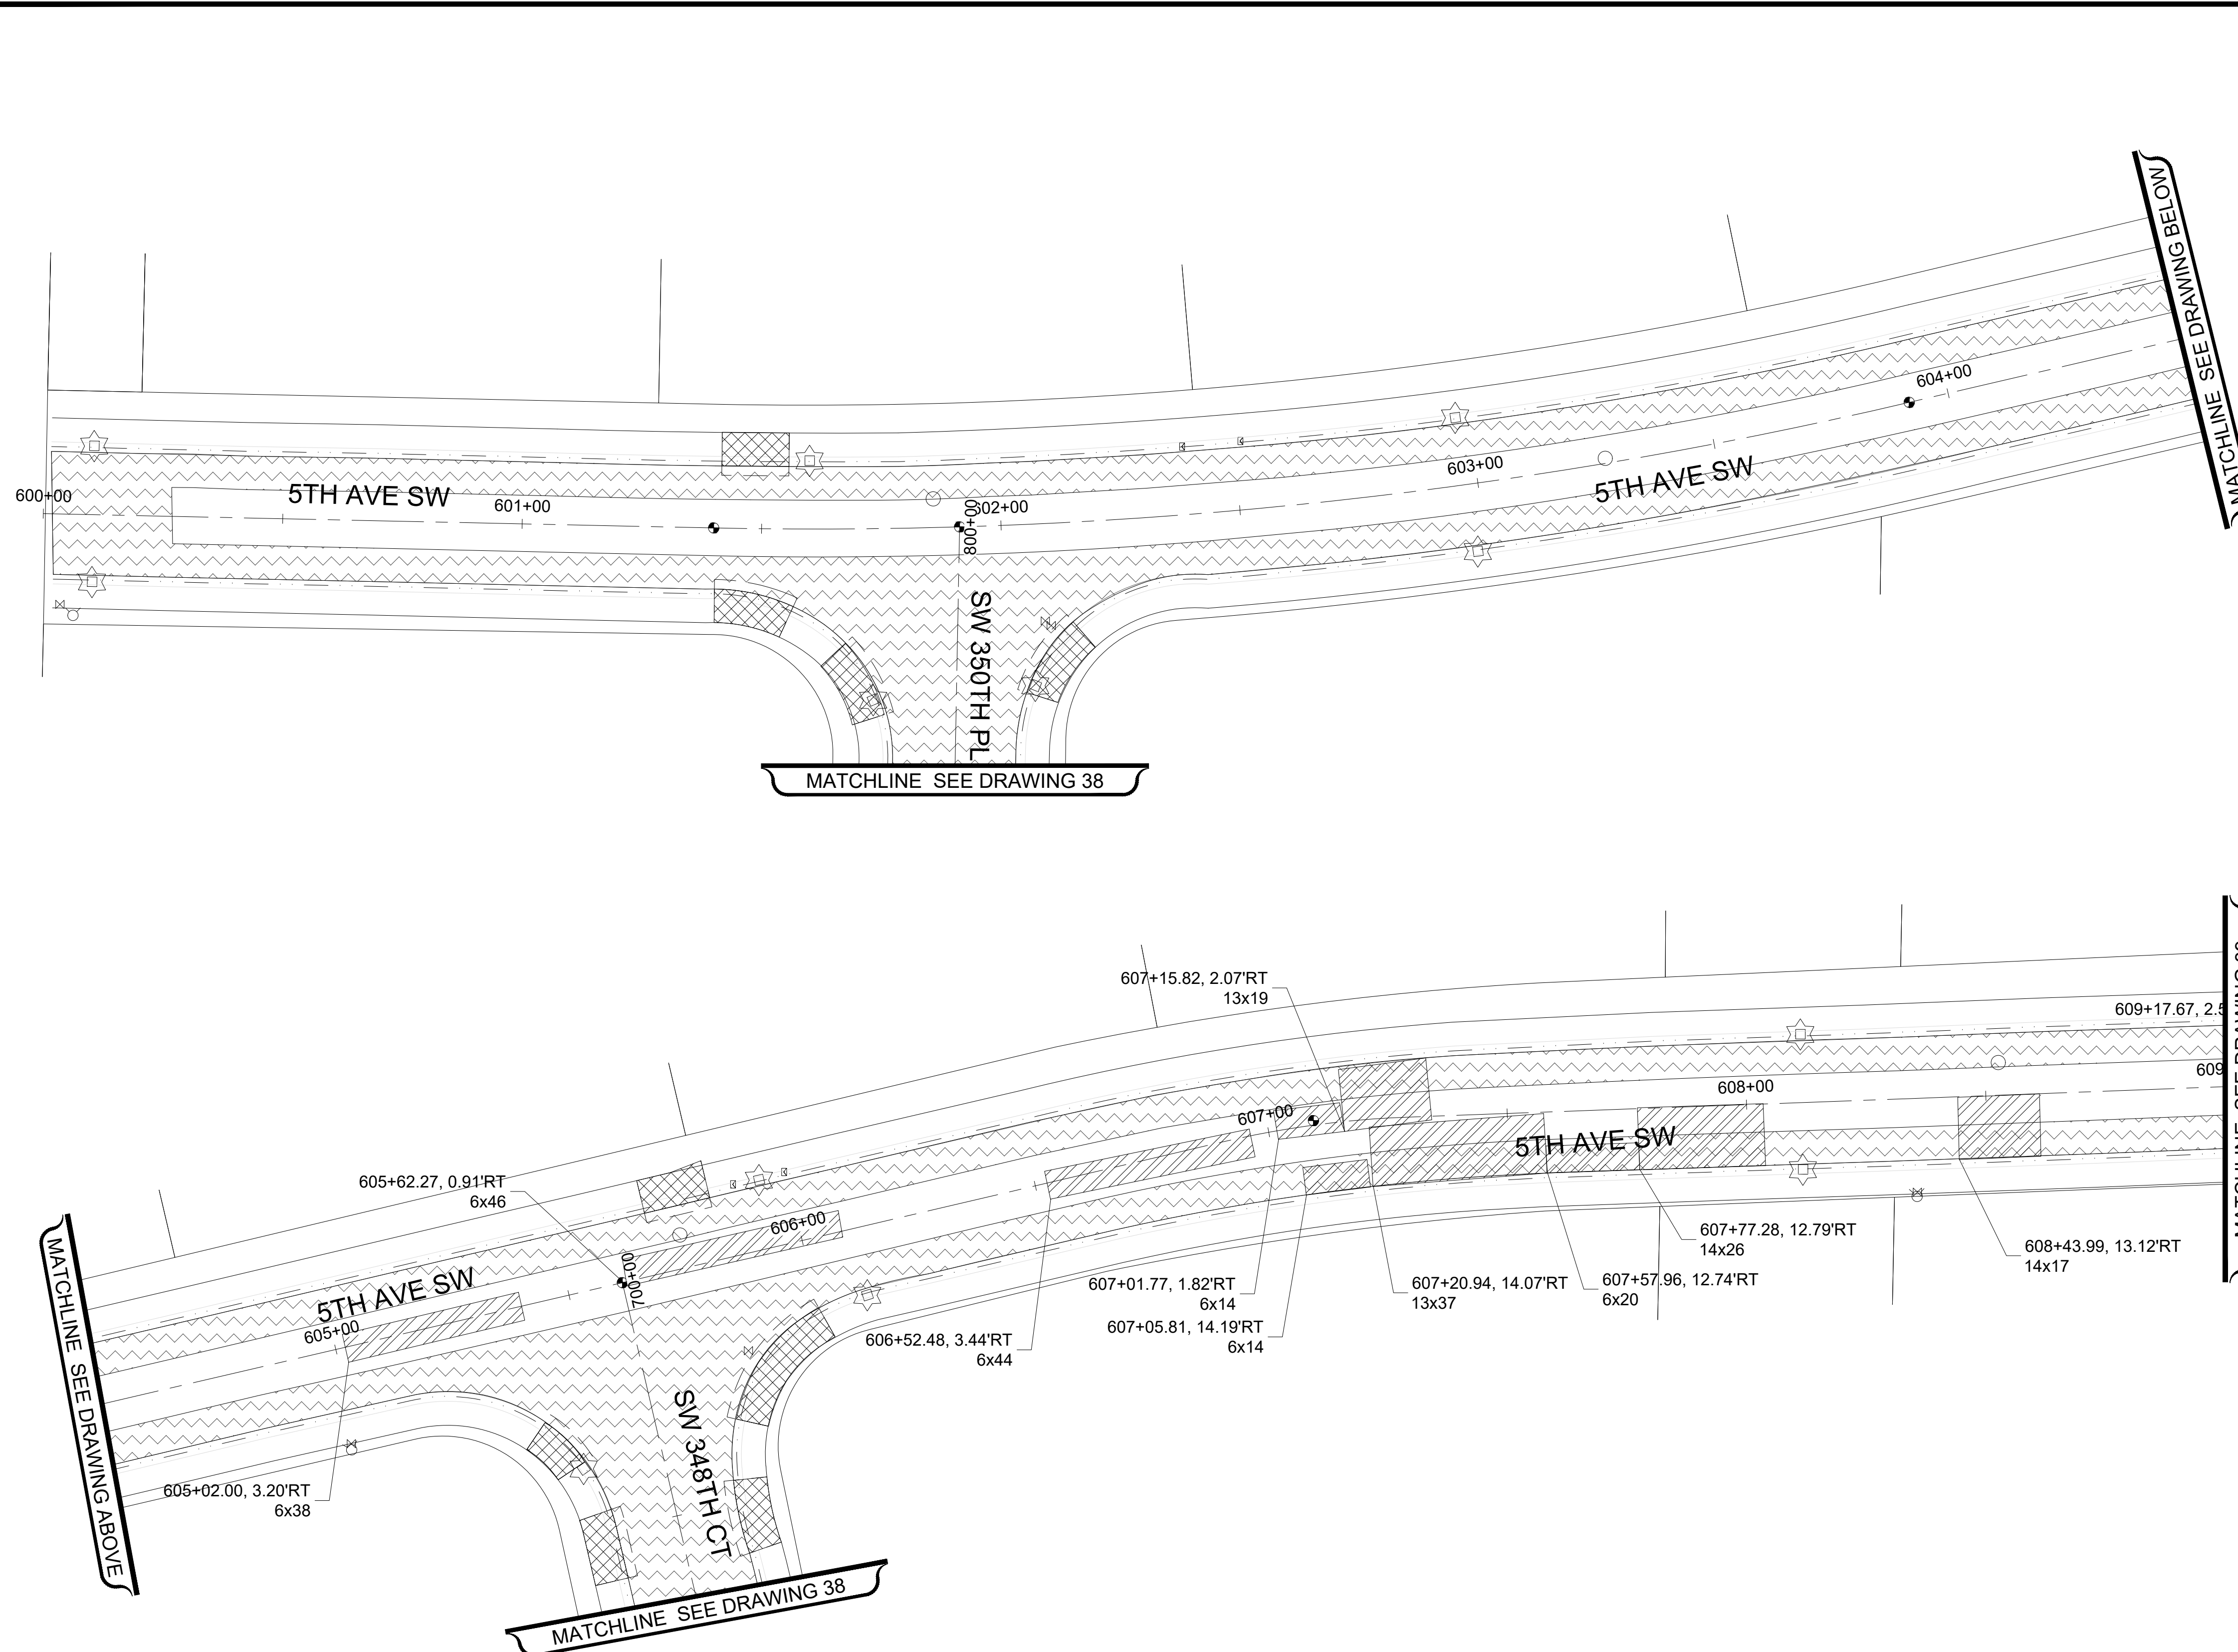 MATCHLINE  SEE DRAWING BELOW
600+00
5TH AVE SW
601+00
302+00
800+00
603+00
5TH AVE SW
604+00
SW 350TH PL
MATCHLINE
MATCHLINE  SEE DRAWING 38
607+15.82, 2.07'RT
13x19
609+17.67, 2.5
609
608+00
607+00
5TH AVE SW
605+62.27, 0.91'RT
6x46
606+00
700+00
5TH AVE SW
605+00
607+77.28, 12.79'RT
14x26
608+43.99, 13.12'RT
14x17
607+01.77, 1.82'RT
6x14
607+20.94, 14.07'RT
13x37
607+57.96, 12.74'RT
6x20
607+05.81, 14.19'RT
6x14
606+52.48, 3.44'RT
6x44
SW 348TH CT
605+02.00, 3.20'RT
6x38
MATCHLINE  SEE DRAWING ABOVE
MATCHLINE  SEE DRAWING 38